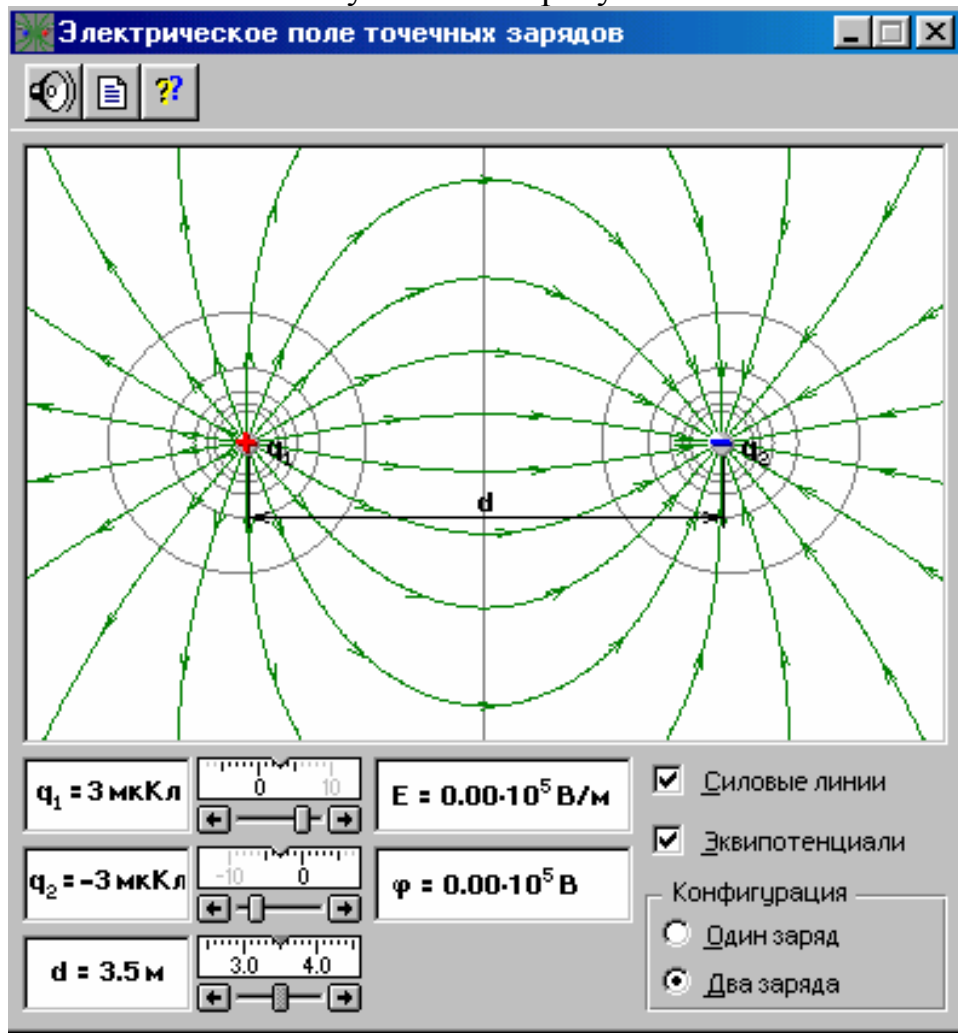 Электрическое поле точечных зарядов
??
q1
q2
d
q1 = 3 мкКл
0 10
E = 0.00·10⁵ В/м
Силовые линии
q2 = -3 мкКл
-10 0
φ = 0.00·10⁵ В
Эквипотенциали
d = 3.5 м
3.0 4.0
Конфигурация
Один заряд
Два заряда